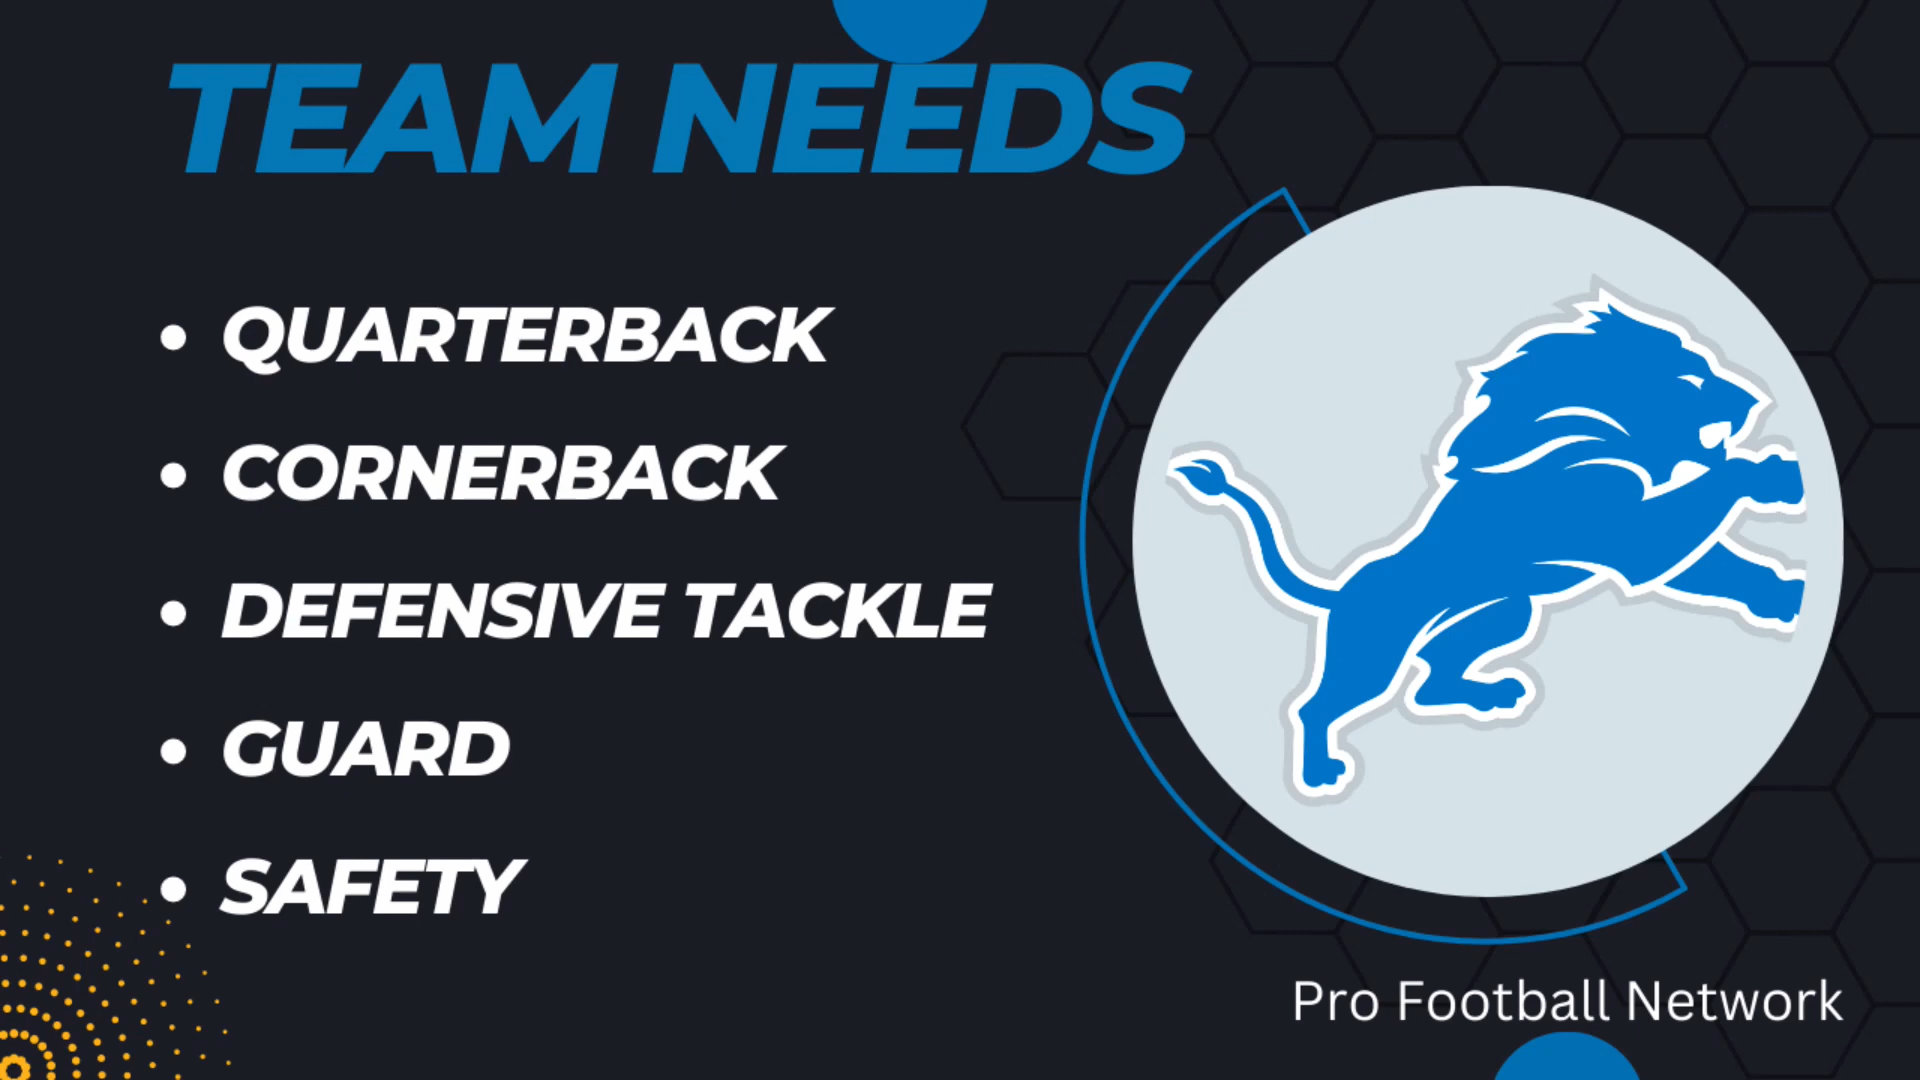 TEAM NEEDS
QUARTERBACK
CORNERBACK
DEFENSIVE TACKLE
GUARD
SAFETY
Pro Football Network